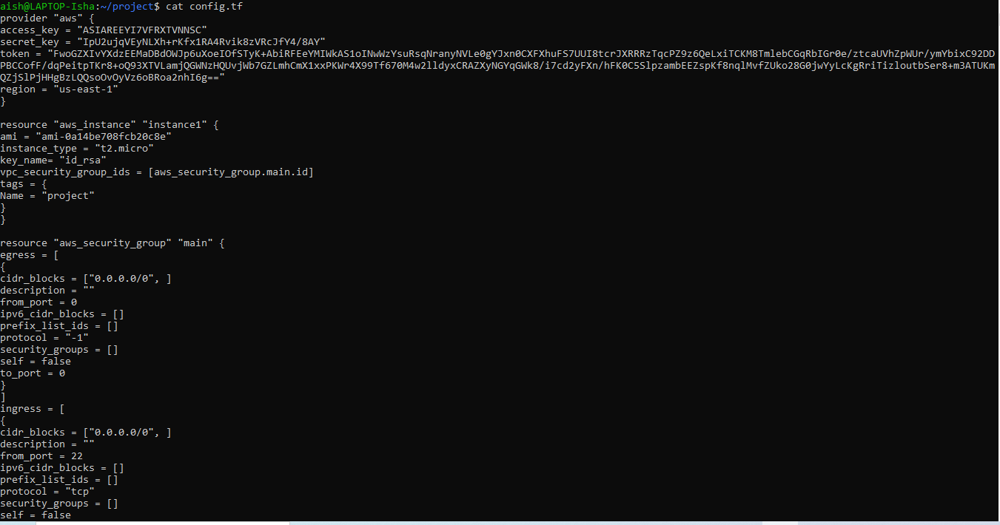 aish@LAPTOP-Isha:~/project$ cat config.tf
provider "aws" {
access_key = "ASIAREEYI7VFRXTVNNSC"
secret_key = "IpU2ujqVEyNLXh+rKfx1RA4Rvik8zVRcJfY4/8AY"
token = "FwoGZXIvYXdzEEMaDBdOWJp6uXoeIOfSTyK+AbiRFEeYMIWkAS1oINwWzYsuRsqNranyNVLe0gYJxn0CXFXhuFS7UUI8tcrJXRRRzTqcPZ9z6QeLxiTCKM8TmlebCGqRbIGr0e/ztcaUVhZpWUr/ymYbixC92DD
PBCCofF/dqPeitpTKr8+oQ93XTVLamjQGWNzHQUvjWb7GZLmhCmX1xxPKWr4X99Tf670M4w2lldyxCRAZXyNGYqGWk8/i7cd2yFXn/hFK0C5SlpzambEEZspKf8nqlMvfZUko28G0jwYyLcKgRriTizloutbSer8+m3ATUKm
QZjSlPjHHgBzLQQsoOvOyVz6oBRoa2nhI6g=="
region = "us-east-1"
}
resource "aws_instance" "instance1" {
ami = "ami-0a14be708fcb20c8e"
instance_type = "t2.micro"
key_name= "id_rsa"
vpc_security_group_ids = [aws_security_group.main.id]
tags = {
Name = "project"
}
}
resource "aws_security_group" "main" {
egress = [
{
cidr_blocks = ["0.0.0.0/0", ]
description = ""
from_port = 0
ipv6_cidr_blocks = []
prefix_list_ids = []
protocol = "-1"
security_groups = []
self = false
to_port = 0
}
]
ingress = [
{
cidr_blocks = ["0.0.0.0/0", ]
description = ""
from_port = 22
ipv6_cidr_blocks = []
prefix_list_ids = []
protocol = "tcp"
security_groups = []
self = false